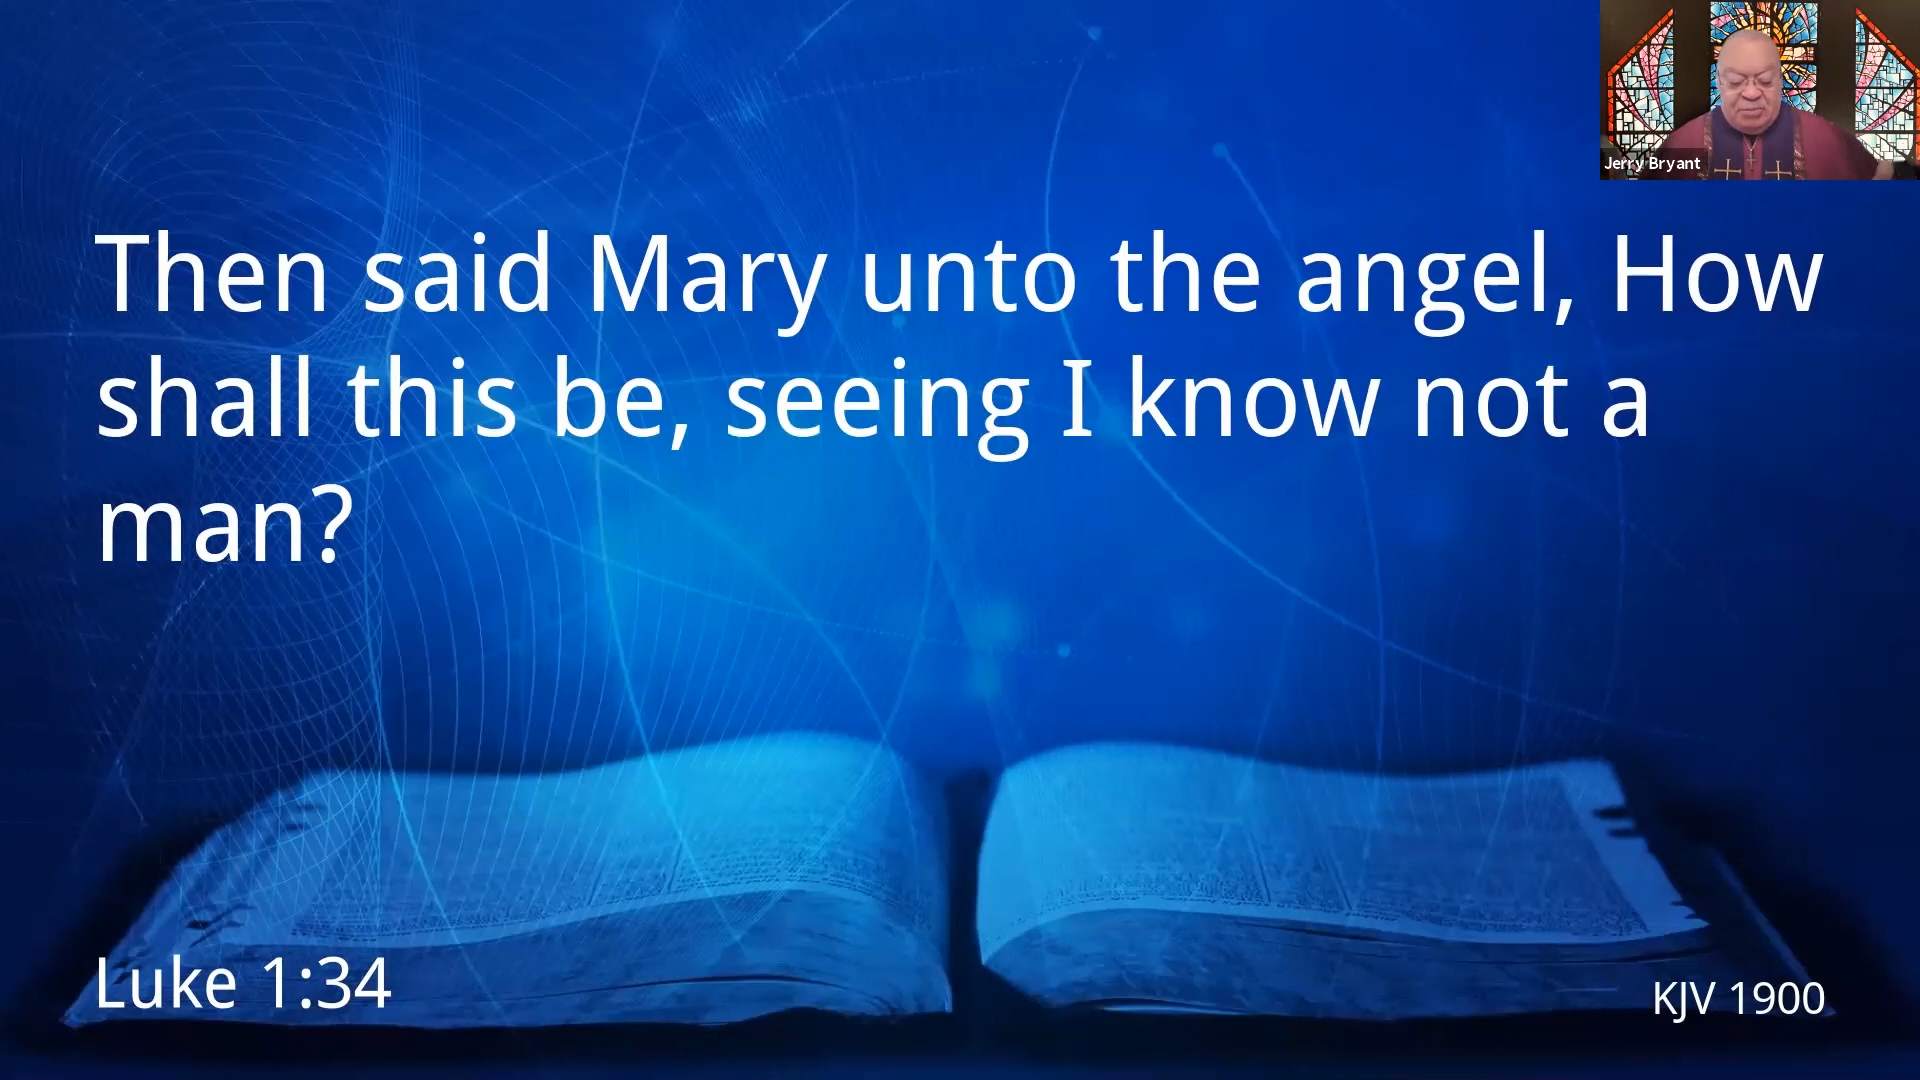 Jerry Bryant
Then said Mary unto the angel, How
shall this be, seeing I know not a
man?
Luke 1:34
KJV 1900